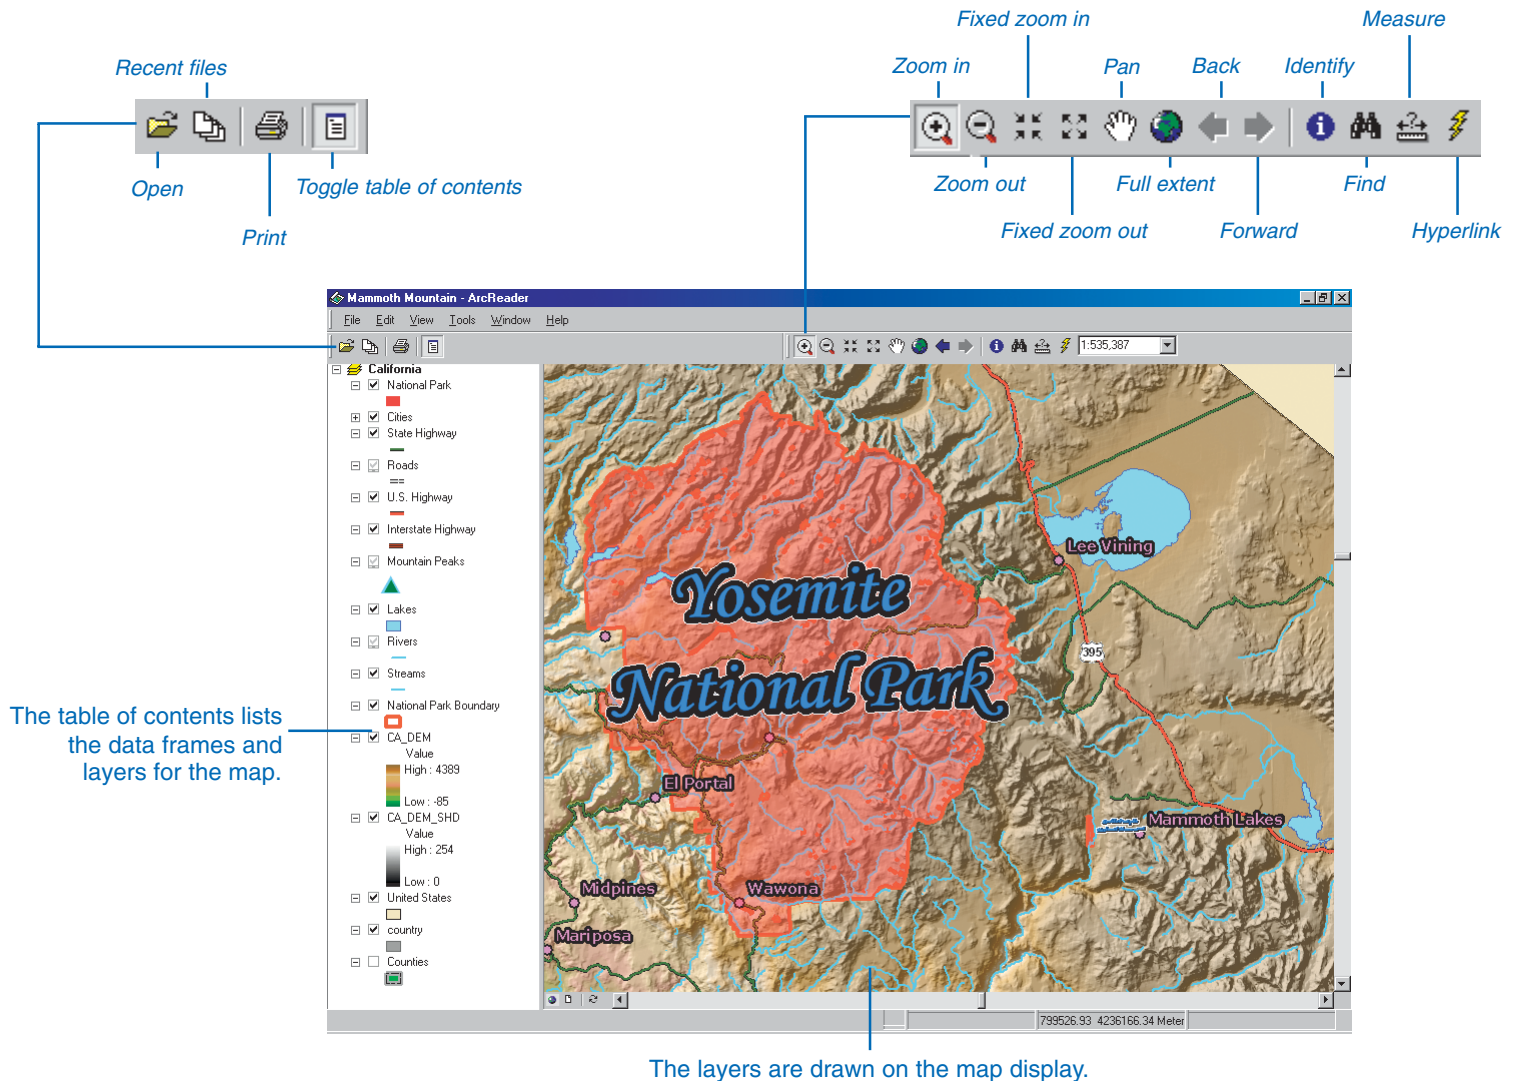 Fixed zoom in
Measure
Recent files
Zoom in
Pan
Back
Identify
Open
Toggle table of contents
Zoom out
Full extent
Find
Print
Fixed zoom out
Forward
Hyperlink
Mammoth Mountain - ArcReader
File Edit View Tools Window Help
1:535,387
California
National Park
Cities
State Highway
Roads
U.S. Highway
Interstate Highway
Mountain Peaks
Lakes
Rivers
Streams
National Park Boundary
CA_DEM
Value
High : 4389
Low : -85
CA_DEM_SHD
Value
High : 254
Low : 0
United States
country
Counties
The table of contents lists
the data frames and
layers for the map.
Lee Vining
Yosemite
National Park
395
El Portal
Mammoth Lakes
Midpines
Wawona
Mariposa
799526.93 4236166.34 Meter
The layers are drawn on the map display.